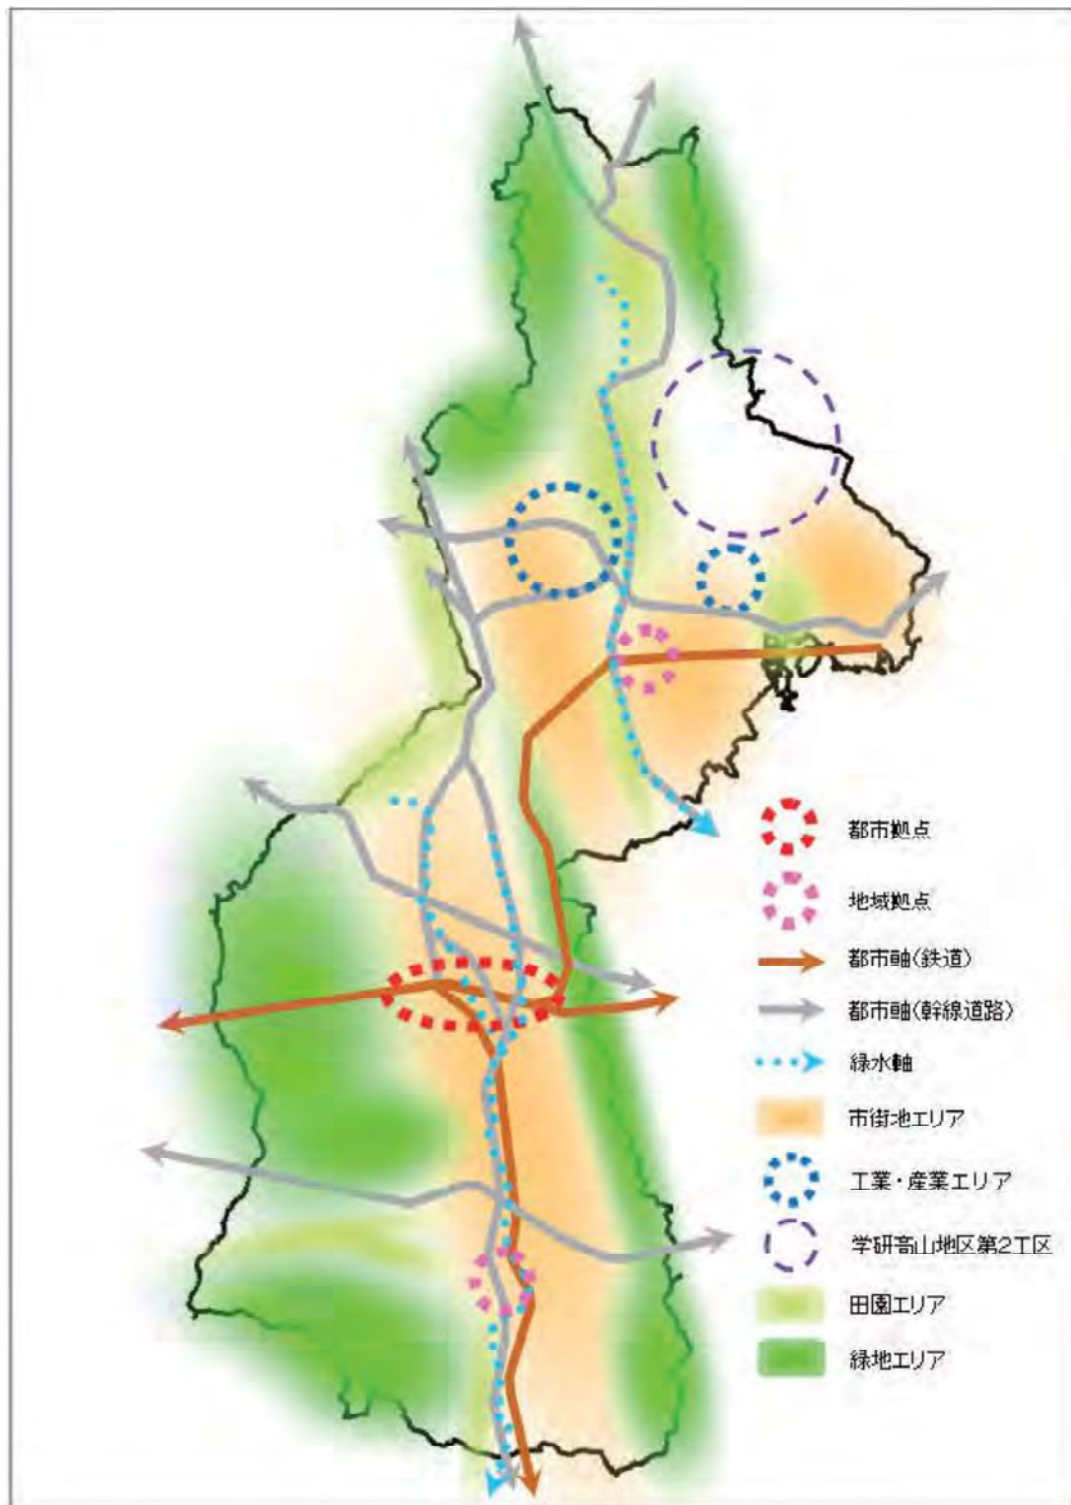 都市拠点
地域拠点
都市軸(鉄道)
都市軸(幹線道路)
緑水軸
市街地エリア
工業・産業エリア
学研高山地区第2工区
田園エリア
緑地エリア